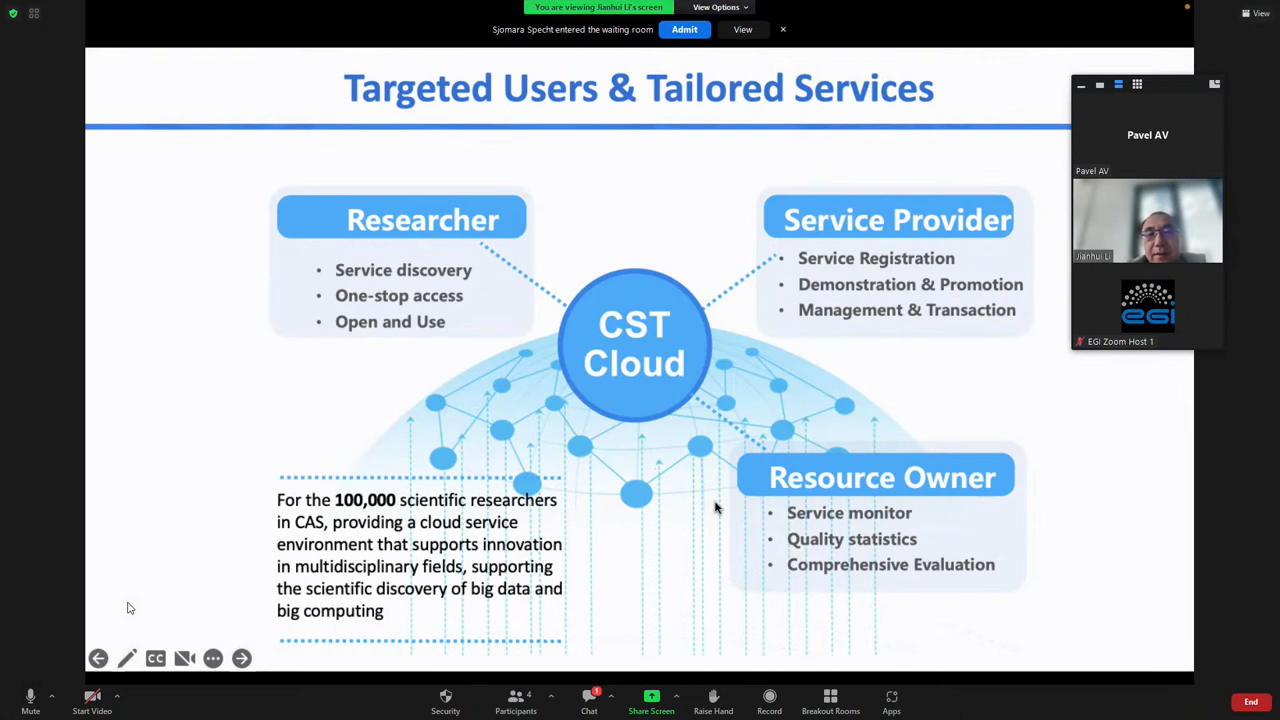 You are viewing Jianhui Li's screen
View Options
View
Sjomara Specht entered the waiting room
Admit
View
Targeted Users & Tailored Services
Pavel AV
Pavel AV
Jianhui Li
EGI
EGI Zoom Host 1
Researcher
• Service discovery
• One-stop access
• Open and Use
Service Provider
• Service Registration
• Demonstration & Promotion
• Management & Transaction
CST
Cloud
Resource Owner
• Service monitor
• Quality statistics
• Comprehensive Evaluation
For the 100,000 scientific researchers
in CAS, providing a cloud service
environment that supports innovation
in multidisciplinary fields, supporting
the scientific discovery of big data and
big computing
CC
Mute
Start Video
Security
4
Participants
1
Chat
Share Screen
Raise Hand
Record
Breakout Rooms
Apps
End